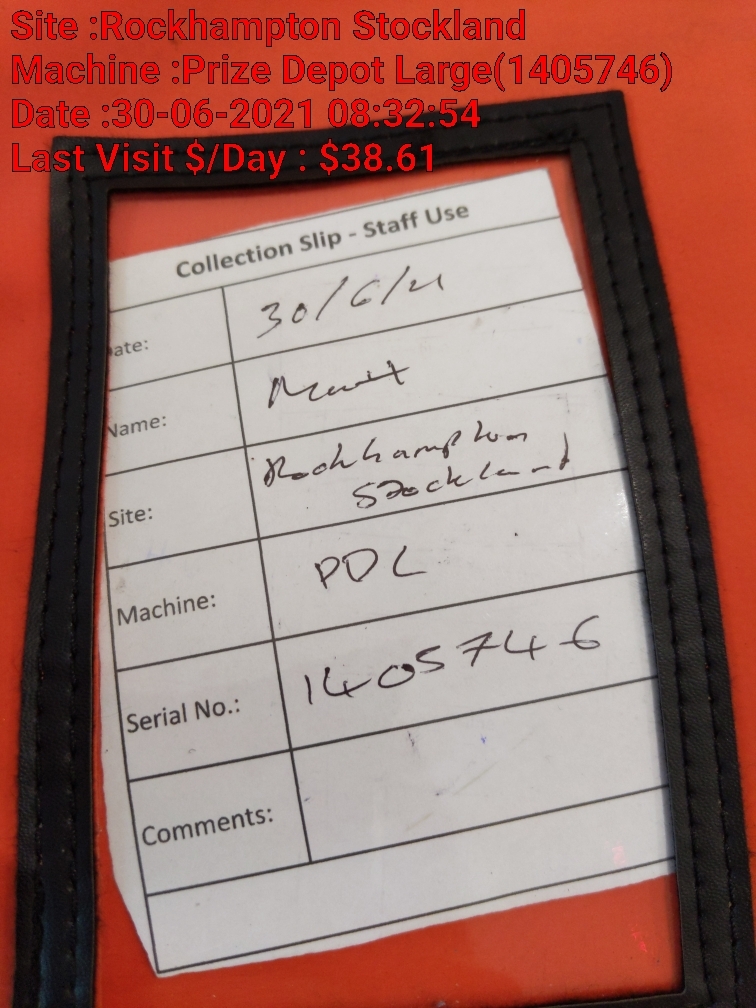 Site :Rockhampton Stockland
Machine :Prize Depot Large(1405746)
Date :30-06-2021 08:32:54
Last Visit $/Day : $38.61
Collection Slip - Staff Use
ate: 30/6/21
Name:
Site: Rockhampton
Stockland
Machine: PDL
Serial No.: 1405746
Comments: